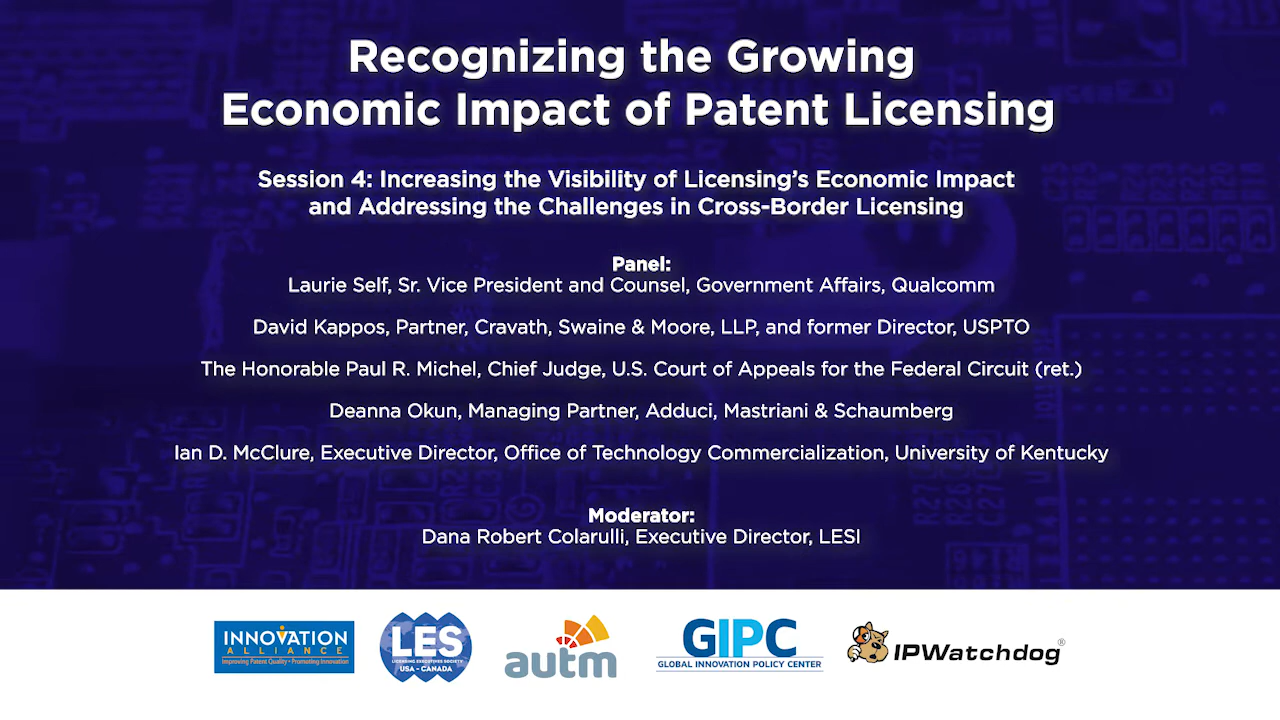 Recognizing the Growing
Economic Impact of Patent Licensing
Session 4: Increasing the Visibility of Licensing's Economic Impact
and Addressing the Challenges in Cross-Border Licensing
Panel:
Laurie Self, Sr. Vice President and Counsel, Government Affairs, Qualcomm
David Kappos, Partner, Cravath, Swaine & Moore, LLP, and former Director, USPTO
The Honorable Paul R. Michel, Chief Judge, U.S. Court of Appeals for the Federal Circuit (ret.)
Deanna Okun, Managing Partner, Adduci, Mastriani & Schaumberg
Ian D. McClure, Executive Director, Office of Technology Commercialization, University of Kentucky
Moderator:
Dana Robert Colarulli, Executive Director, LESI
INNOVATION
ALLIANCE
Improving Patent Quality • Promoting Innovation
LES
LICENSING EXECUTIVES SOCIETY
USA - CANADA
autm
GIPC
GLOBAL INNOVATION POLICY CENTER
IPWatchdog®